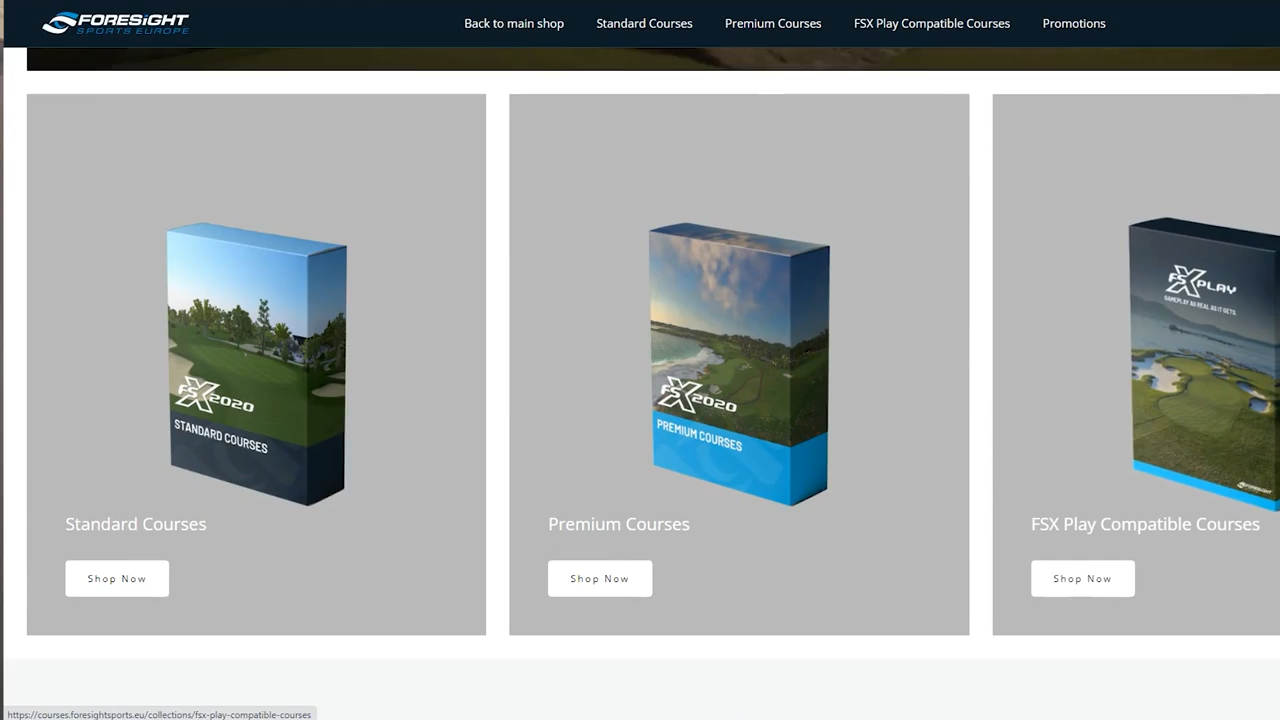 FORESiGHT
SPORTS EUROPE
Back to main shop
Standard Courses
Premium Courses
FSX Play Compatible Courses
Promotions
FSX 2020
STANDARD COURSES
Standard Courses
Shop Now
FSX 2020
PREMIUM COURSES
Premium Courses
Shop Now
FSX PLAY
GAMEPLAY AS REAL AS IT GETS.
FORESIGHT
FSX Play Compatible Courses
Shop Now
https://courses.foresightsports.eu/collections/fsx-play-compatible-courses